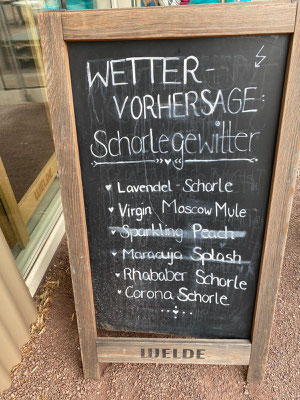 WETTER-
VORHERSAGE:
Schorlegewitter
♥ Lavendel-Schorle
♥ Virgin Moscow Mule
♥ Sparkling Peach
♥ Maracuja Splash
♥ Rhababer Schorle
♥ Corona Schorle
WELDE